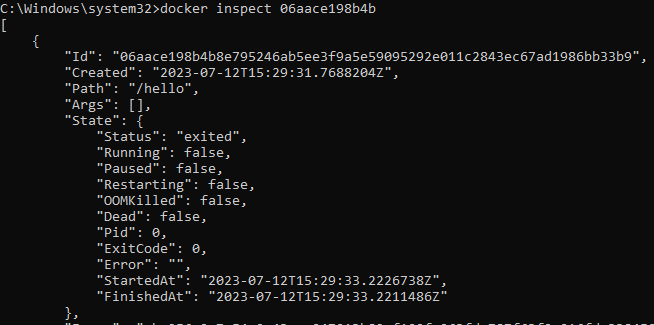 C:\Windows\system32>docker inspect 06aace198b4b
[
    {
        "Id": "06aace198b4b8e795246ab5ee3f9a5e59095292e011c2843ec67ad1986bb33b9",
        "Created": "2023-07-12T15:29:31.7688204Z",
        "Path": "/hello",
        "Args": [],
        "State": {
            "Status": "exited",
            "Running": false,
            "Paused": false,
            "Restarting": false,
            "OOMKilled": false,
            "Dead": false,
            "Pid": 0,
            "ExitCode": 0,
            "Error": "",
            "StartedAt": "2023-07-12T15:29:33.2226738Z",
            "FinishedAt": "2023-07-12T15:29:33.2211486Z"
        },